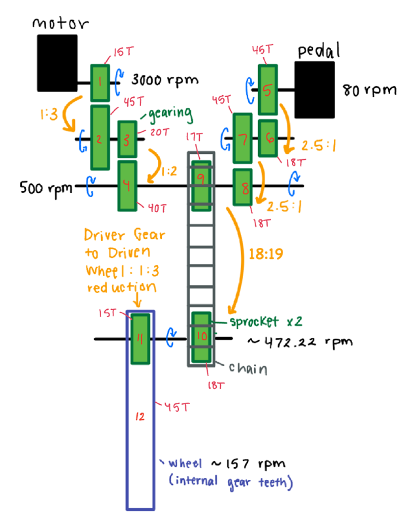 motor
15T
1
3000 rpm
1:3
45T
2
gearing
3
20T
1:2
500 rpm
4
40T
pedal
45T
5
80 rpm
45T
7
6
18T
2.5:1
2.5:1
8
18T
17T
9
18:19
Driver Gear
to Driven
Wheel: 1:3
reduction
15T
11
sprocket x2
10
~ 472.22 rpm
18T
chain
12
45T
wheel ~ 157 rpm
(internal gear teeth)